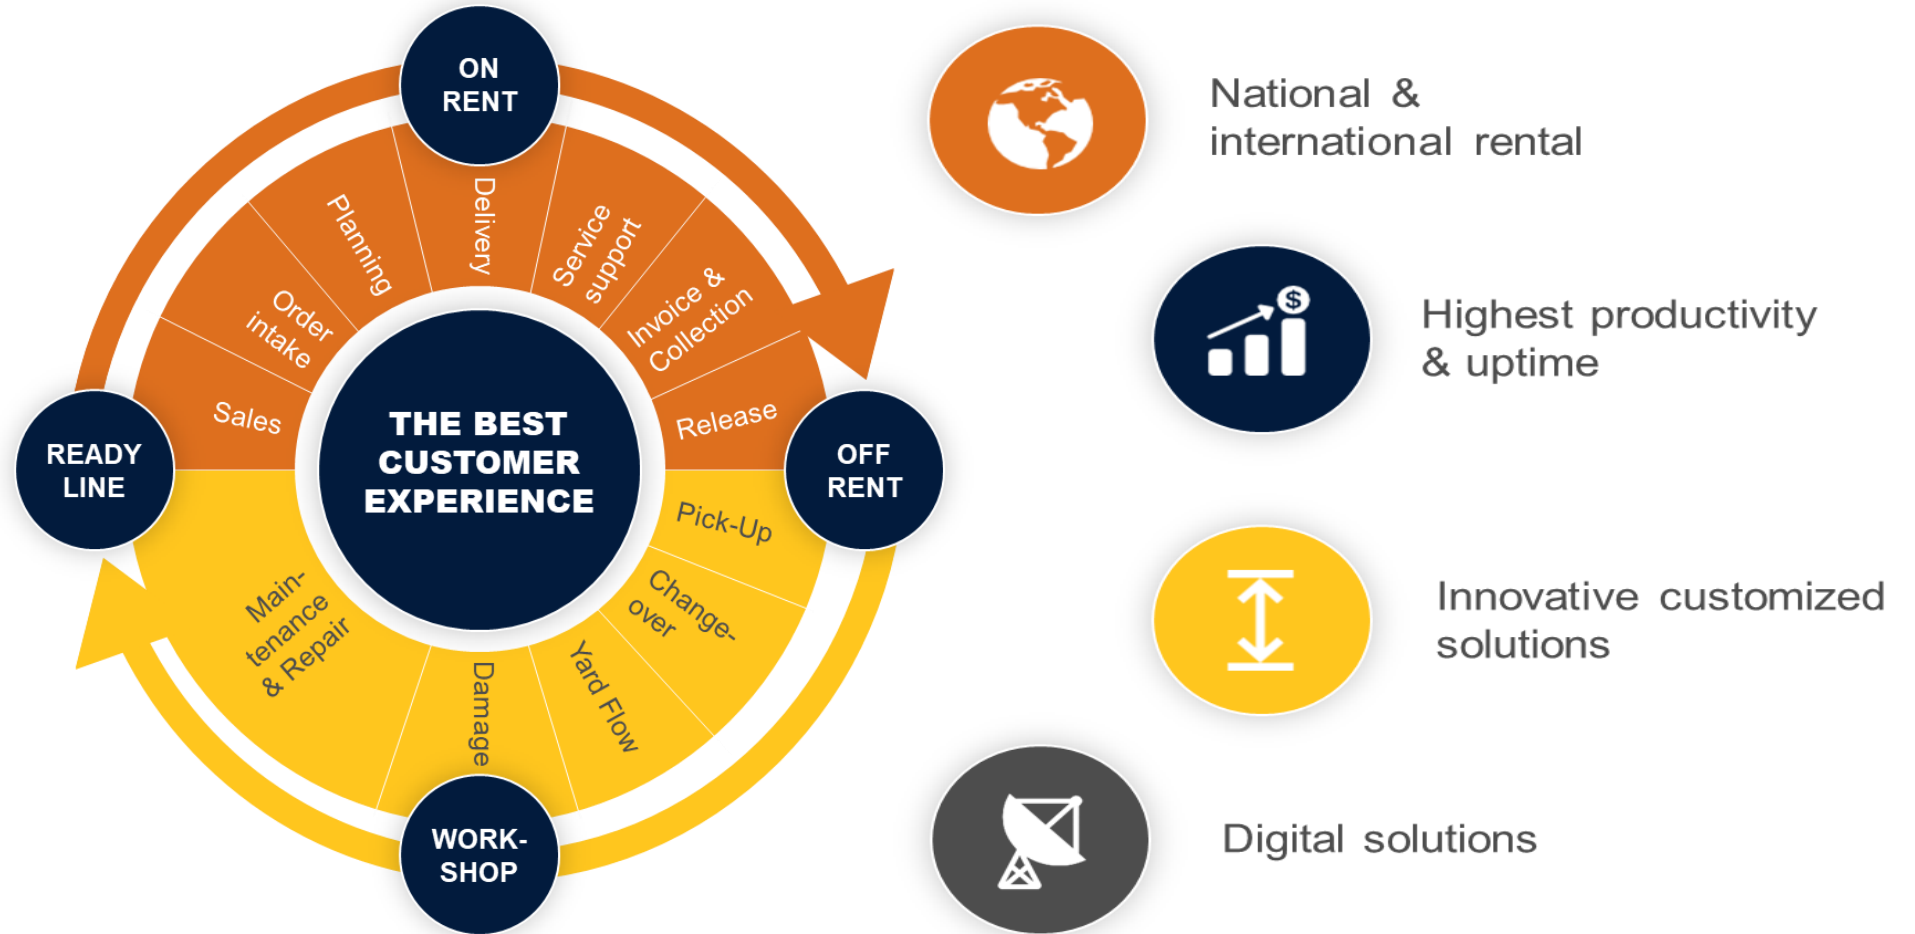 ON
RENT
Delivery
Planning
Service
support
Order
intake
Invoice &
Collection
Sales
Release
READY
LINE
THE BEST
CUSTOMER
EXPERIENCE
OFF
RENT
Pick-Up
Change-
over
Yard Flow
Damage
Main-
tenance
& Repair
WORK-
SHOP
National &
international rental
$
Highest productivity
& uptime
Innovative customized
solutions
Digital solutions